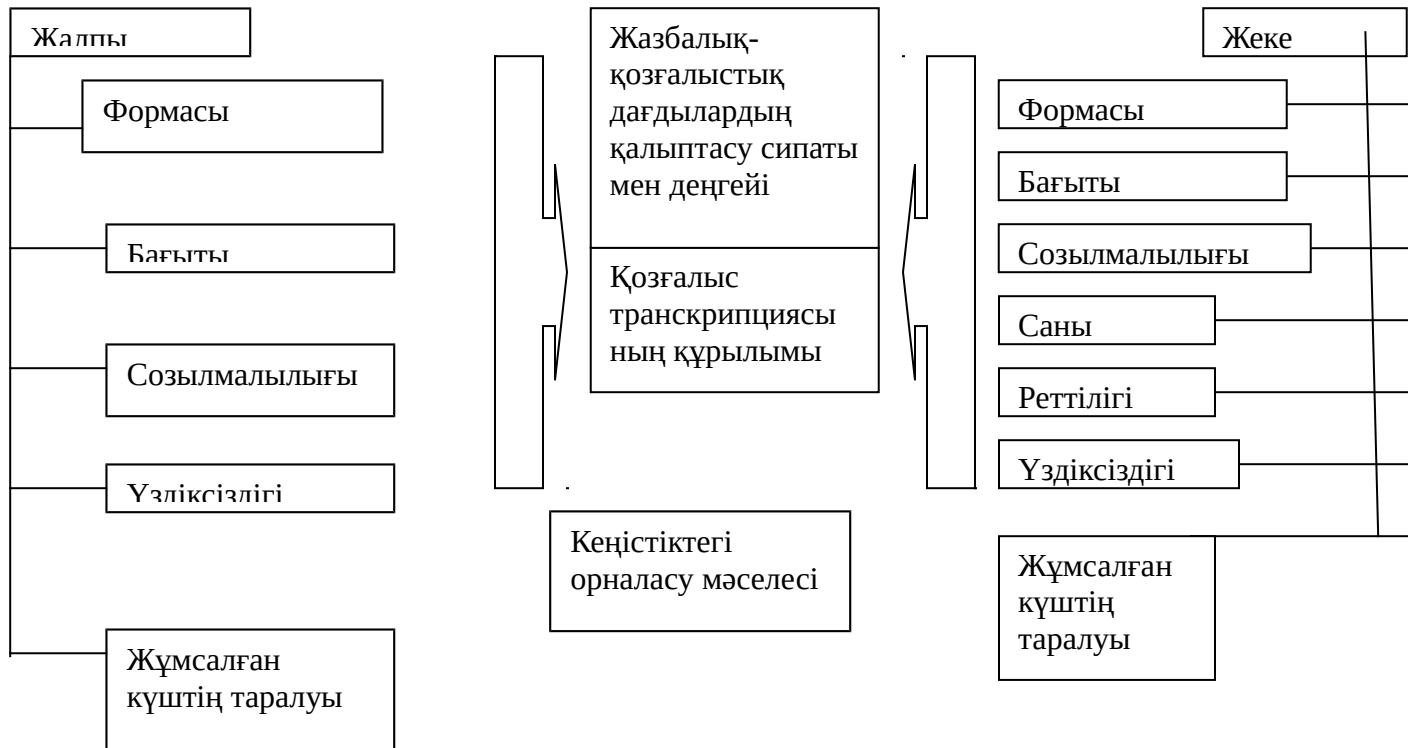 Жалпы
Формасы
Бағыты
Созылмалылығы
Үздіксіздігі
Жұмсалған
күштің таралуы
Жазбалық-
қозғалыстық
дағдылардың
қалыптасу сипаты
мен деңгейі
Қозғалыс
транскрипциясы
ның құрылымы
Кеңістіктегі
орналасу мәселесі
Жеке
Формасы
Бағыты
Созылмалылығы
Саны
Реттілігі
Үздіксіздігі
Жұмсалған
күштің
таралуы